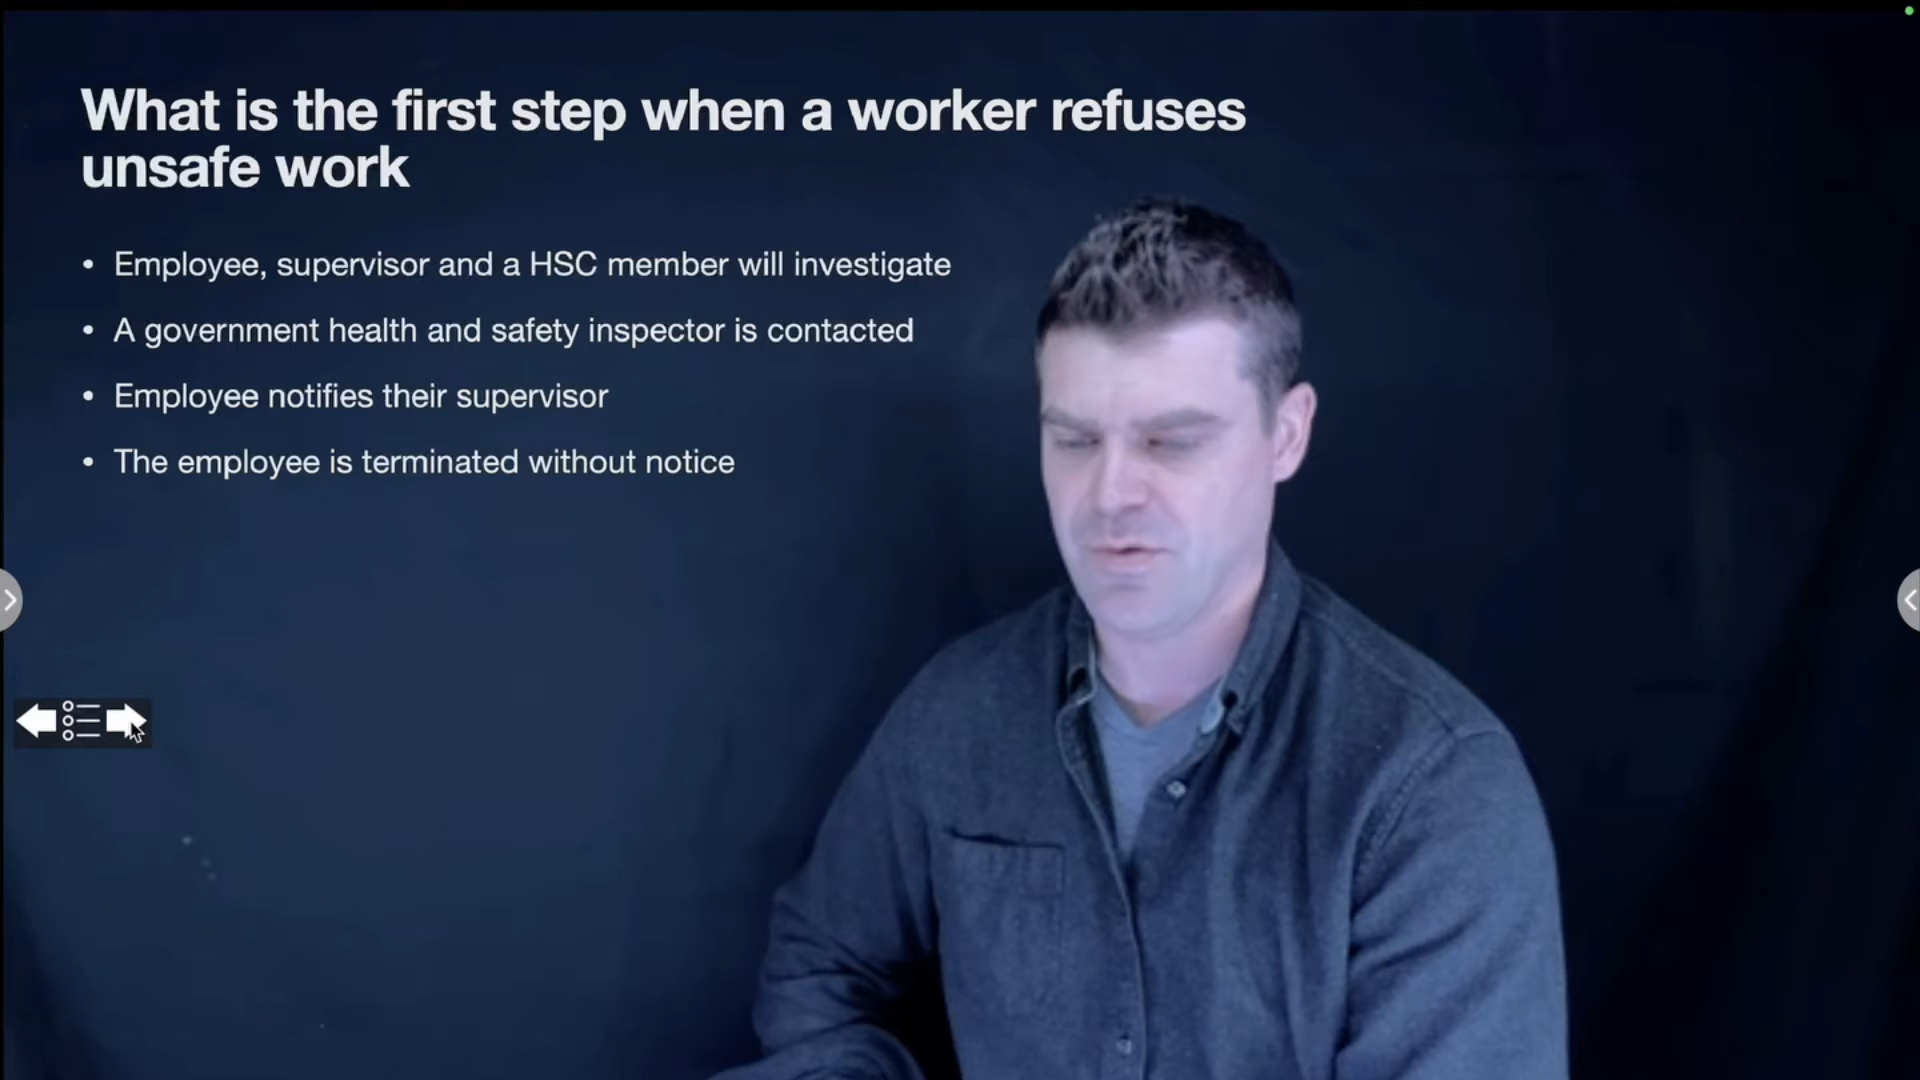 What is the first step when a worker refuses
unsafe work
• Employee, supervisor and a HSC member will investigate
• A government health and safety inspector is contacted
• Employee notifies their supervisor
• The employee is terminated without notice